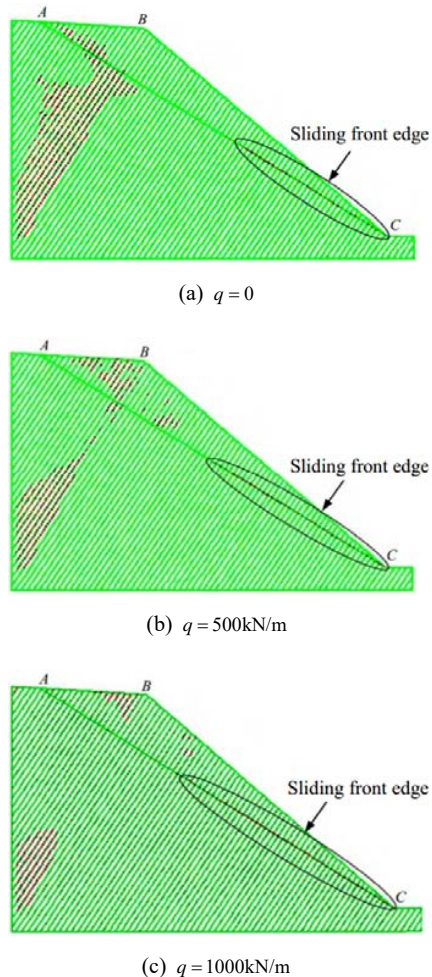 A
B
Sliding front edge
C
(a) q = 0
A
B
Sliding front edge
C
(b) q = 500kN/m
A
B
Sliding front edge
C
(c) q = 1000kN/m